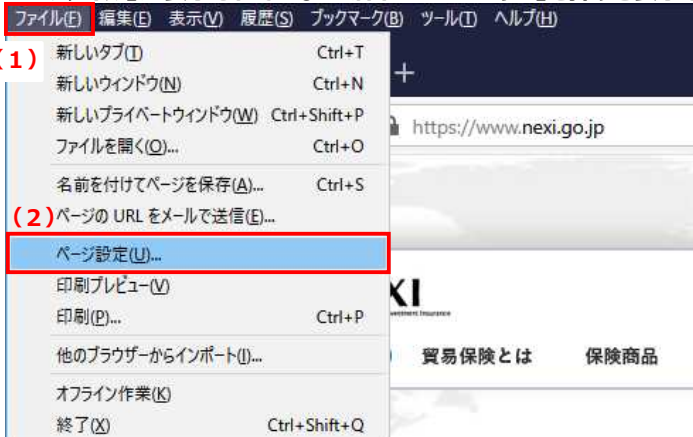 ファイル(F) 編集(E) 表示(V) 履歴(S) ブックマーク(B) ツール(T) ヘルプ(H)
(1)
新しいタブ(T) Ctrl+T
新しいウィンドウ(N) Ctrl+N
新しいプライベートウィンドウ(W) Ctrl+Shift+P
ファイルを開く(O)... Ctrl+O
https://www.nexi.go.jp
名前を付けてページを保存(A)... Ctrl+S
(2)
ページの URL をメールで送信(E)...
ページ設定(U)...
印刷プレビュー(V)
印刷(P)... Ctrl+P
他のブラウザーからインポート(I)...
貿易保険とは 保険商品
オフライン作業(K)
終了(X) Ctrl+Shift+Q